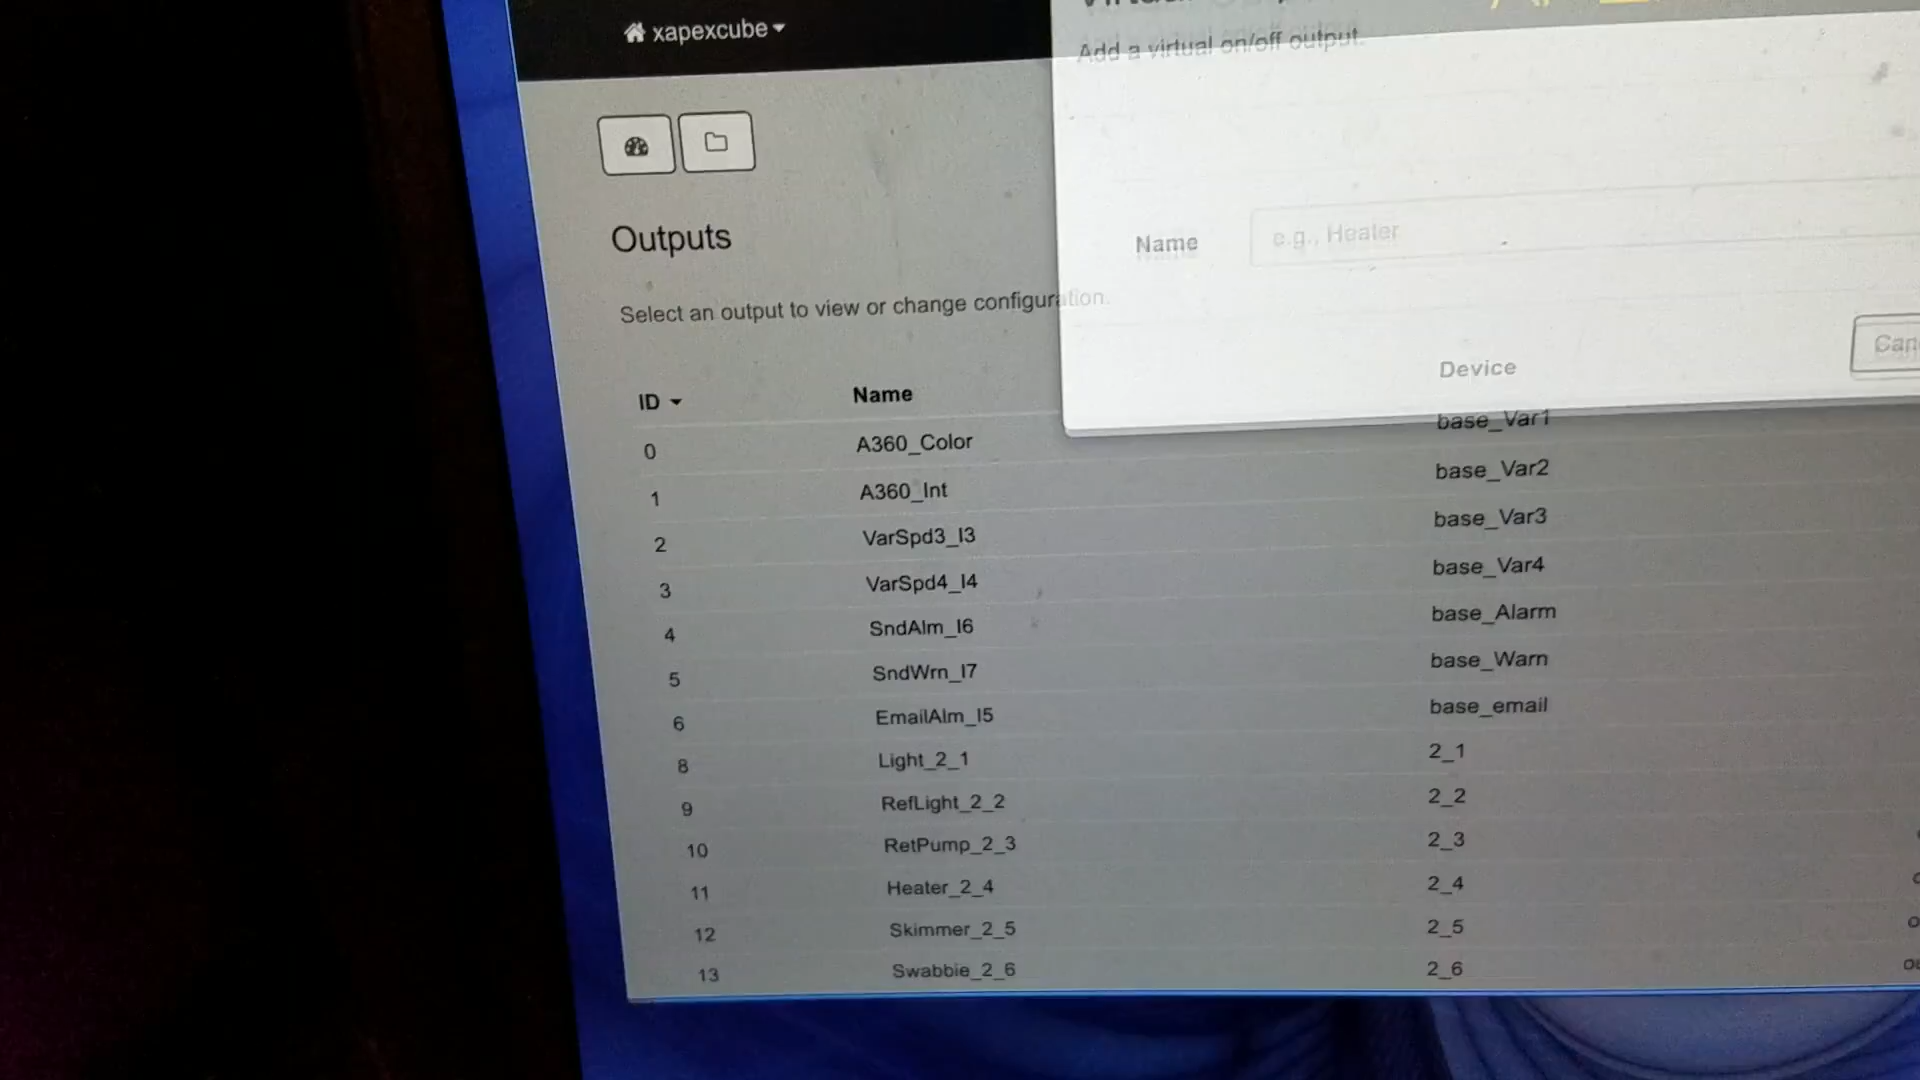 xapexcube
Add a virtual on/off output.
Outputs
Name e.g., Heater
Select an output to view or change configuration.
Device
ID Name
0 A360_Color base_Var1
1 A360_Int base_Var2
2 VarSpd3_I3 base_Var3
3 VarSpd4_I4 base_Var4
4 SndAlm_I6 base_Alarm
5 SndWrn_I7 base_Warn
6 EmailAlm_I5 base_email
8 Light_2_1 2_1
9 RefLight_2_2 2_2
10 RetPump_2_3 2_3
11 Heater_2_4 2_4
12 Skimmer_2_5 2_5
13 Swabbie_2_6 2_6